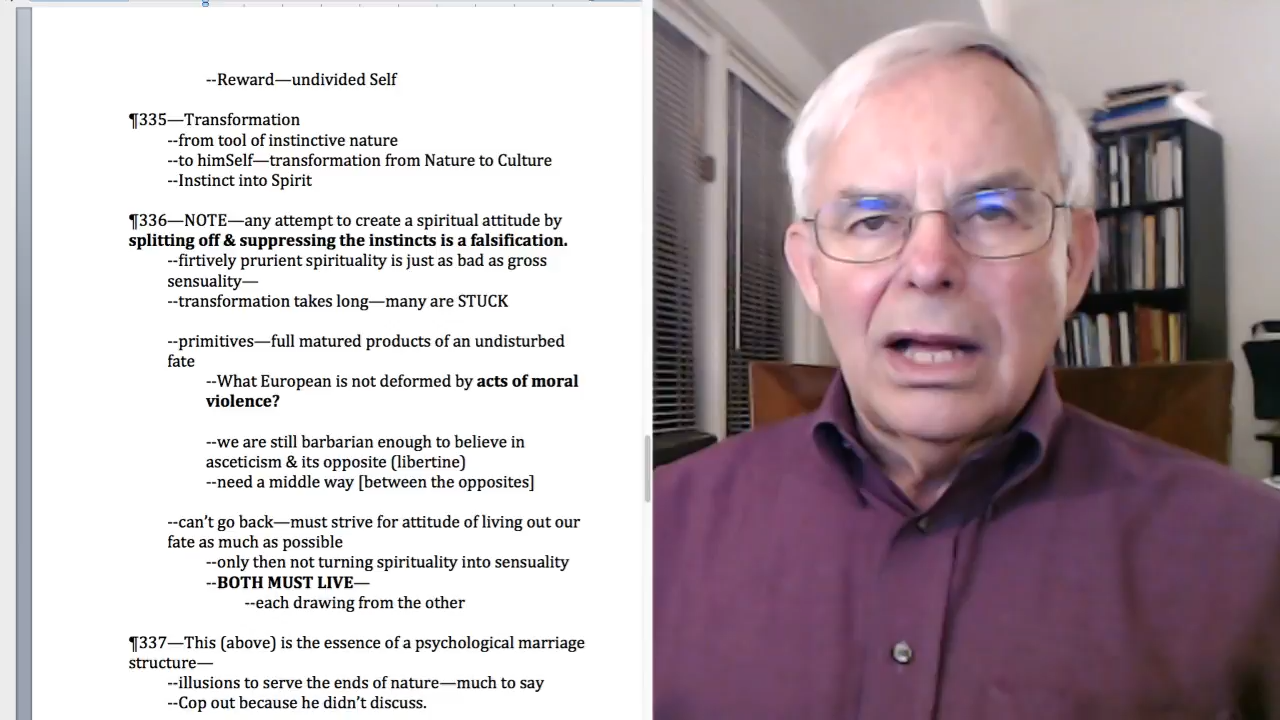 --Reward—undivided Self
¶335—Transformation
--from tool of instinctive nature
--to himSelf—transformation from Nature to Culture
--Instinct into Spirit
¶336—NOTE—any attempt to create a spiritual attitude by
splitting off & suppressing the instincts is a falsification.
--firtively prurient spirituality is just as bad as gross
sensuality—
--transformation takes long—many are STUCK
--primitives—full matured products of an undisturbed
fate
--What European is not deformed by acts of moral
violence?
--we are still barbarian enough to believe in
asceticism & its opposite (libertine)
--need a middle way [between the opposites]
--can't go back—must strive for attitude of living out our
fate as much as possible
--only then not turning spirituality into sensuality
--BOTH MUST LIVE—
--each drawing from the other
¶337—This (above) is the essence of a psychological marriage
structure—
--illusions to serve the ends of nature—much to say
--Cop out because he didn't discuss.